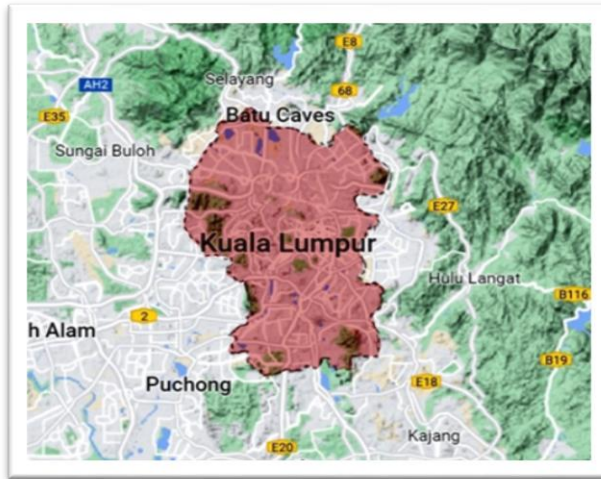 E8
Selayang
AH2
68
E35
Batu Caves
Sungai Buloh
E27
Kuala Lumpur
Hulu Langat
B116
2
h Alam
B19
Puchong
E18
Kajang
E20